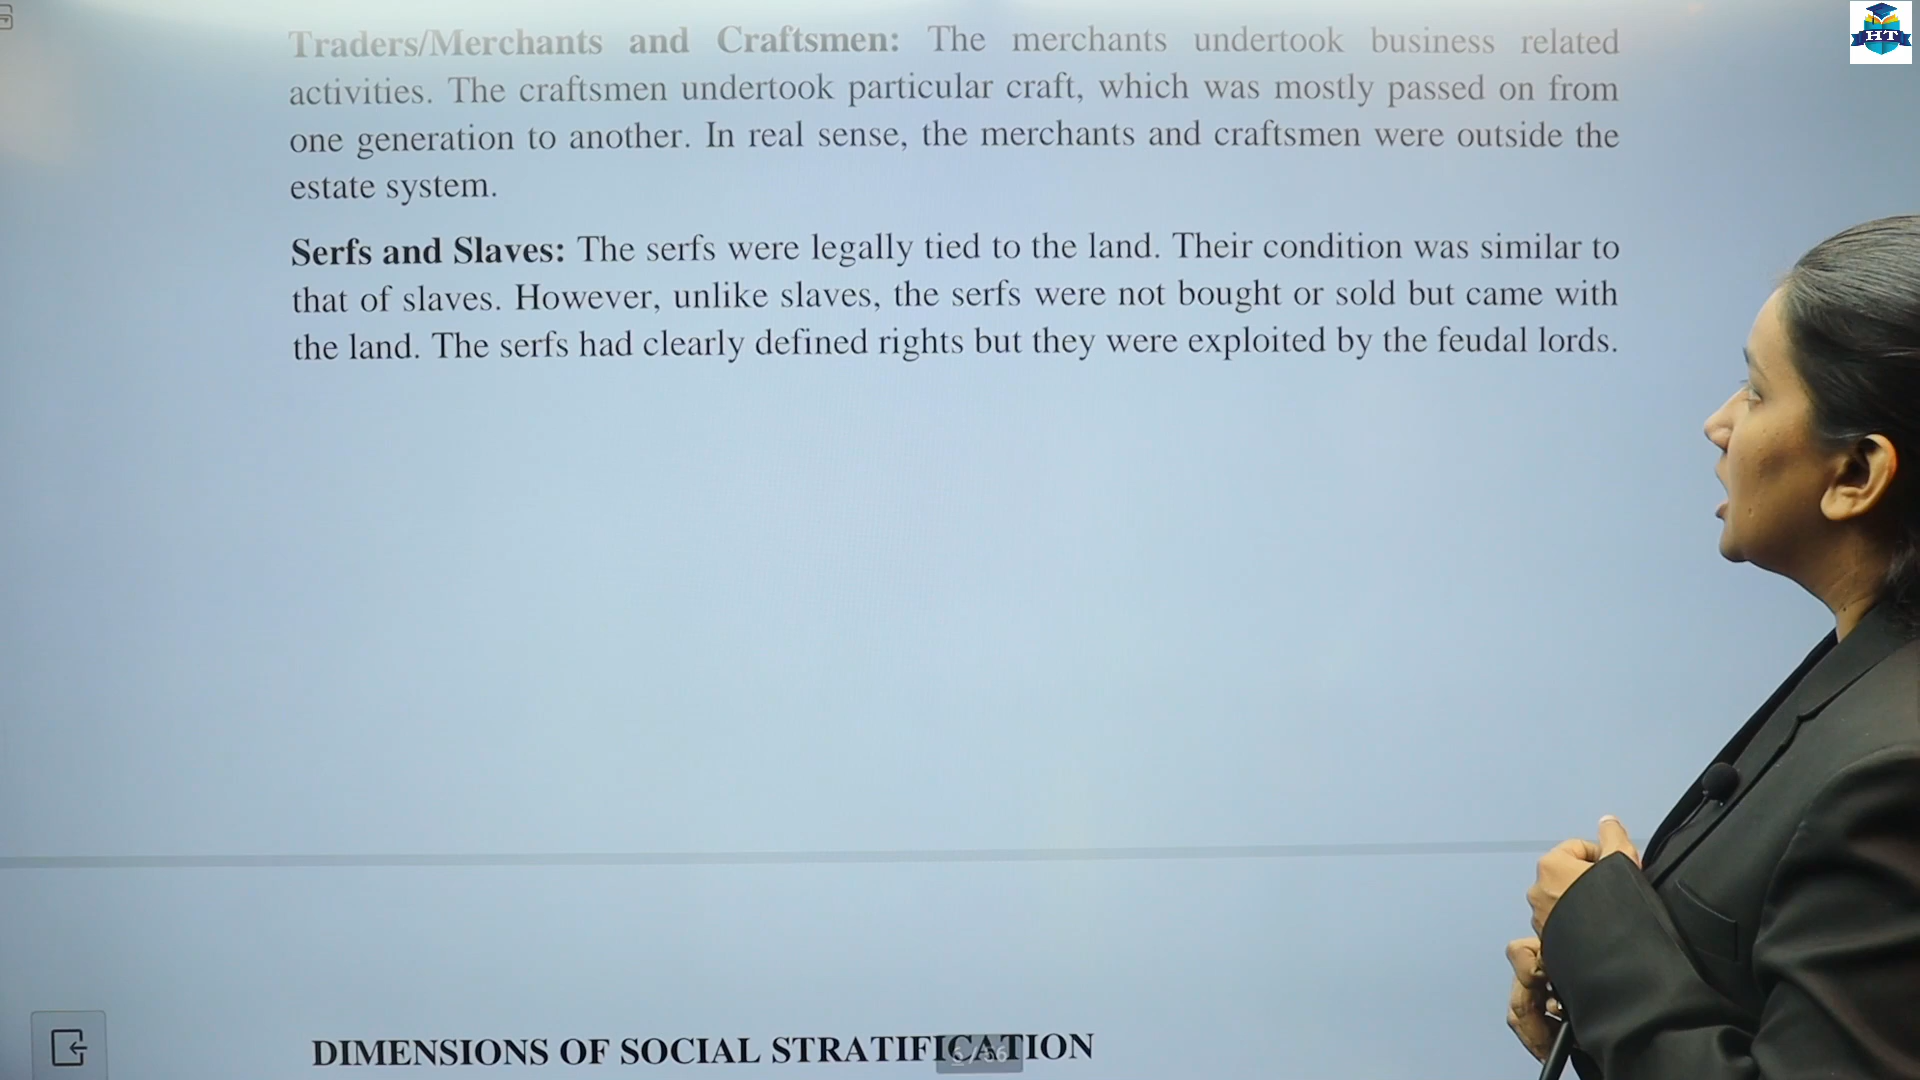 Traders/Merchants and Craftsmen: The merchants undertook business related
activities. The craftsmen undertook particular craft, which was mostly passed on from
one generation to another. In real sense, the merchants and craftsmen were outside the
estate system.
Serfs and Slaves: The serfs were legally tied to the land. Their condition was similar to
that of slaves. However, unlike slaves, the serfs were not bought or sold but came with
the land. The serfs had clearly defined rights but they were exploited by the feudal lords.
DIMENSIONS OF SOCIAL STRATIFICATION
HT